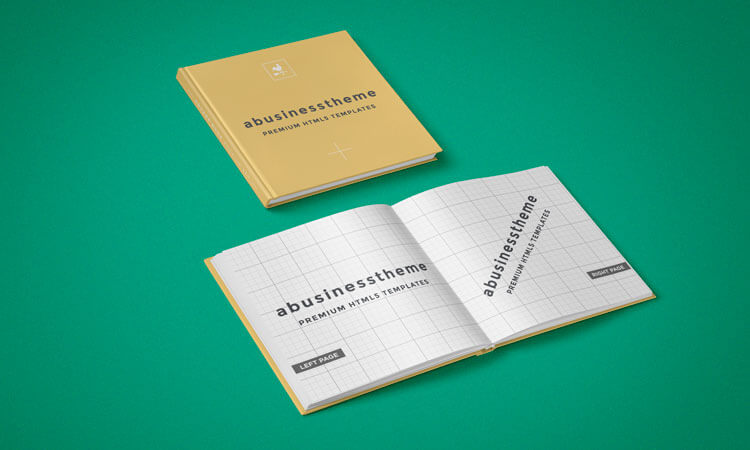 abusinesstheme
PREMIUM HTML5 TEMPLATES
abusinesstheme
PREMIUM HTML5 TEMPLATES
LEFT PAGE
abusinesstheme
PREMIUM HTML5 TEMPLATES
RIGHT PAGE